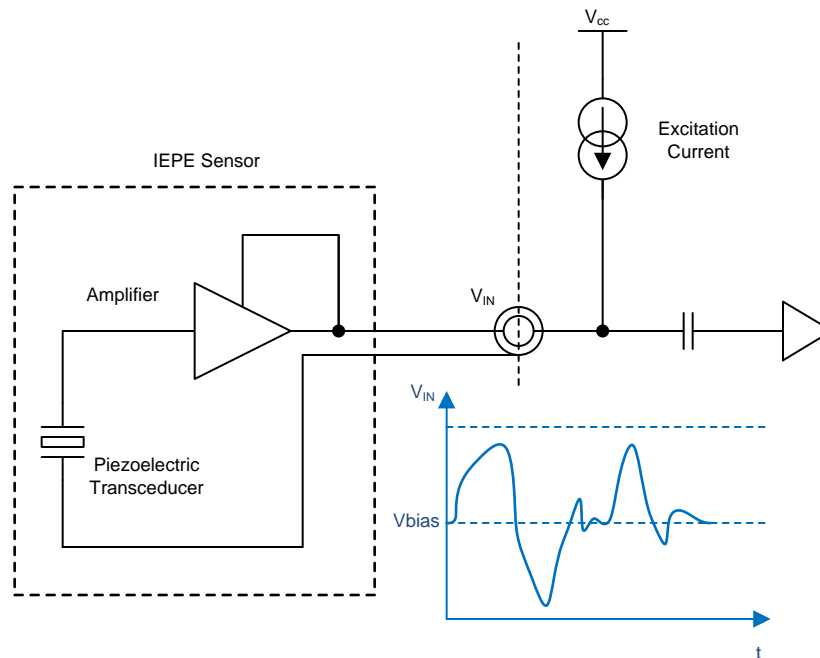 Vcc
Excitation
Current
IEPE Sensor
Amplifier
VIN
Piezoelectric
Transceducer
VIN
Vbias
t